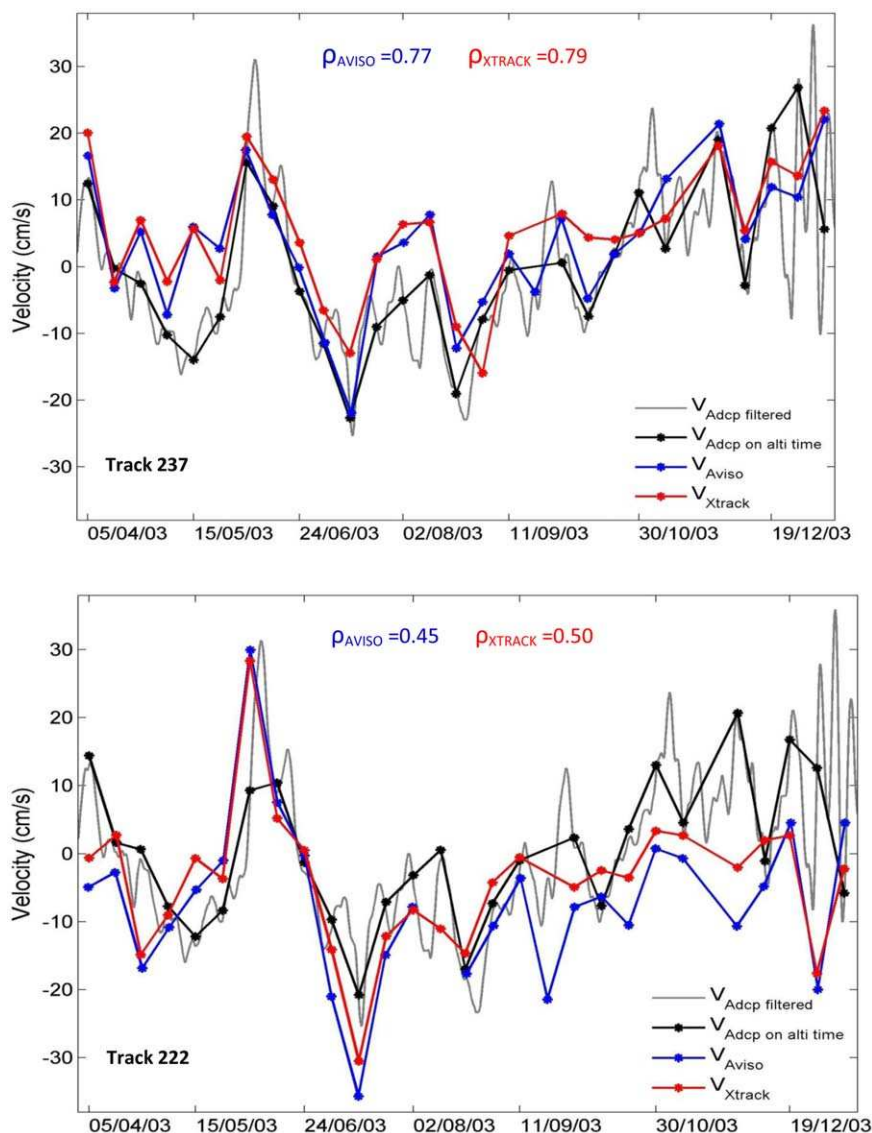 ρAVISO =0.77 ρXTRACK =0.79
30
20
10
0
-10
-20
-30
Velocity (cm/s)
VAdcp filtered
VAdcp on alti time
VAviso
VXtrack
Track 237
05/04/03 15/05/03 24/06/03 02/08/03 11/09/03 30/10/03 19/12/03
ρAVISO =0.45 ρXTRACK =0.50
30
20
10
0
-10
-20
-30
Velocity (cm/s)
VAdcp filtered
VAdcp on alti time
VAviso
VXtrack
Track 222
05/04/03 15/05/03 24/06/03 02/08/03 11/09/03 30/10/03 19/12/03